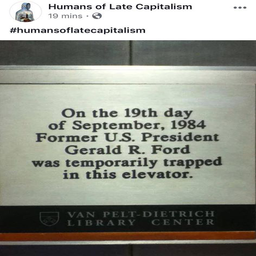 Humans of Late Capitalism
19 mins •
#humansoflatecapitalism
On the 19th day
of September, 1984
Former U.S. President
Gerald R. Ford
was temporarily trapped
in this elevator.
VAN PELT-DIETRICH
LIBRARY CENTER